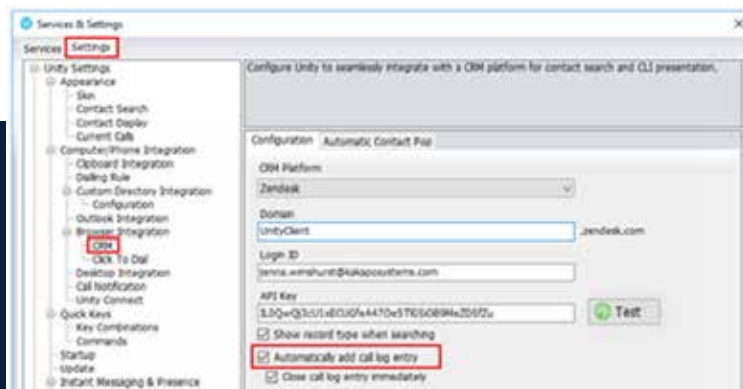 Services & Settings
Services Settings
Unity Settings
Appearance
Skin
Contact Search
Contact Display
Current Calls
Computer/Phone Integration
Clipboard Integration
Dialing Rule
Custom Directory Integration
Configuration
Outlook Integration
Browser Integration
CRM
Click To Dial
Desktop Integration
Call Notification
Unity Connect
Quick Keys
Key Combinations
Commands
Startup
Update
Instant Messaging & Presence
Configure Unity to seamlessly integrate with a CRM platform for contact search and CLI presentation.
Configuration Automatic Contact Pop
CRM Platform
Zendesk
Domain
UnityClient .zendesk.com
Login ID
@kakaposystems.com
API Key
Test
Show record type when searching
Automatically add call log entry
Close call log entry immediately